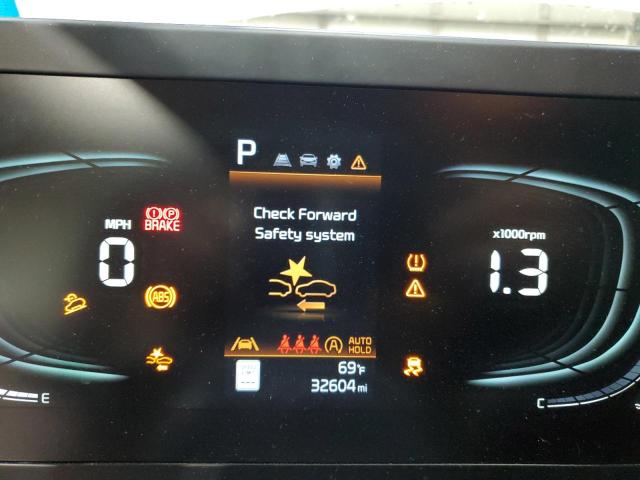 P
Check Forward
Safety system
MPH
0
BRAKE
ABS
x1000rpm
1.3
AUTO
HOLD
69°F
32604 mi
E
C